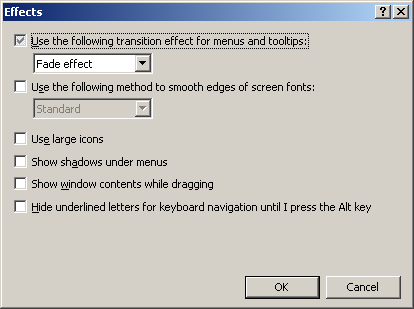 Effects
Use the following transition effect for menus and tooltips:
Fade effect
Use the following method to smooth edges of screen fonts:
Standard
Use large icons
Show shadows under menus
Show window contents while dragging
Hide underlined letters for keyboard navigation until I press the Alt key
OK Cancel